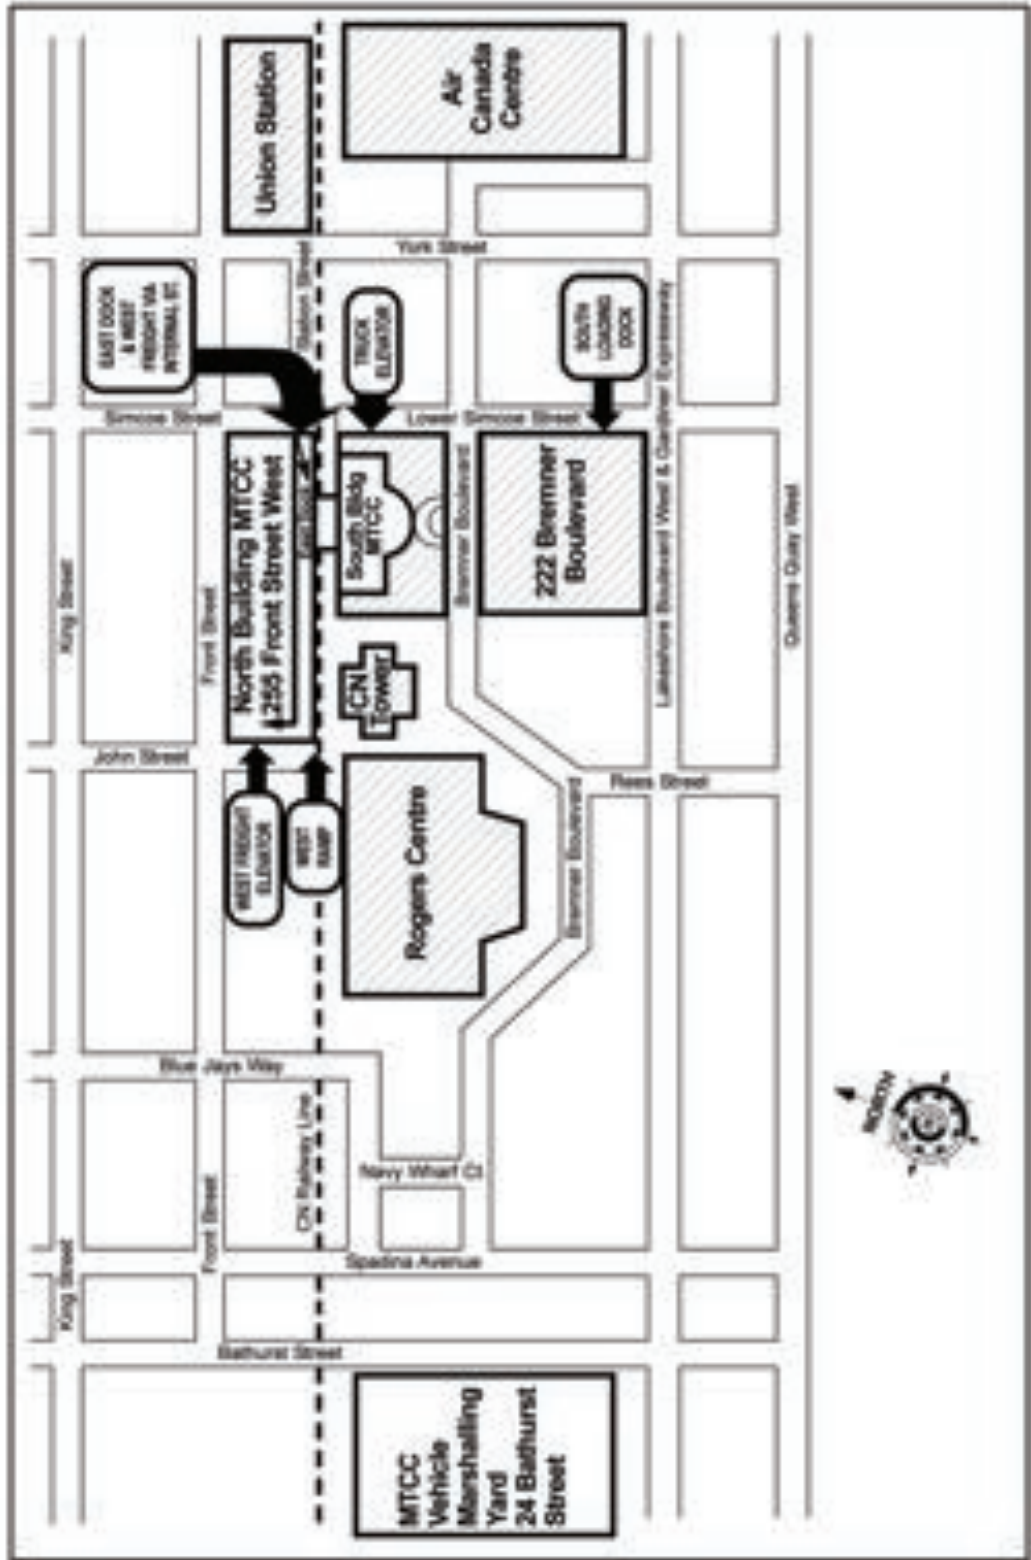 MTCC
Vehicle
Marshalling
Yard
24 Bathurst
Street
King Street
Front Street
Bathurst Street
Spadina Avenue
CN Railway Line
Navy Wharf Ct
Blue Jays Way
Rogers Centre
Bremner Boulevard
WEST FREIGHT
ELEVATOR
WEST
RAMP
John Street
Rees Street
CN
Tower
King Street
Front Street
North Building MTCC
255 Front Street West
East Dock
South Bldg
MTCC
Bremner Boulevard
222 Bremner
Boulevard
Lakeshore Boulevard West & Gardiner Expressway
Queens Quay West
Simcoe Street
Lower Simcoe Street
EAST DOCK
& WEST
FREIGHT VIA
INTERNAL ST.
TRUCK
ELEVATOR
SOUTH
LOADING
DOCK
Station Street
York Street
Union Station
Air
Canada
Centre
NORTH